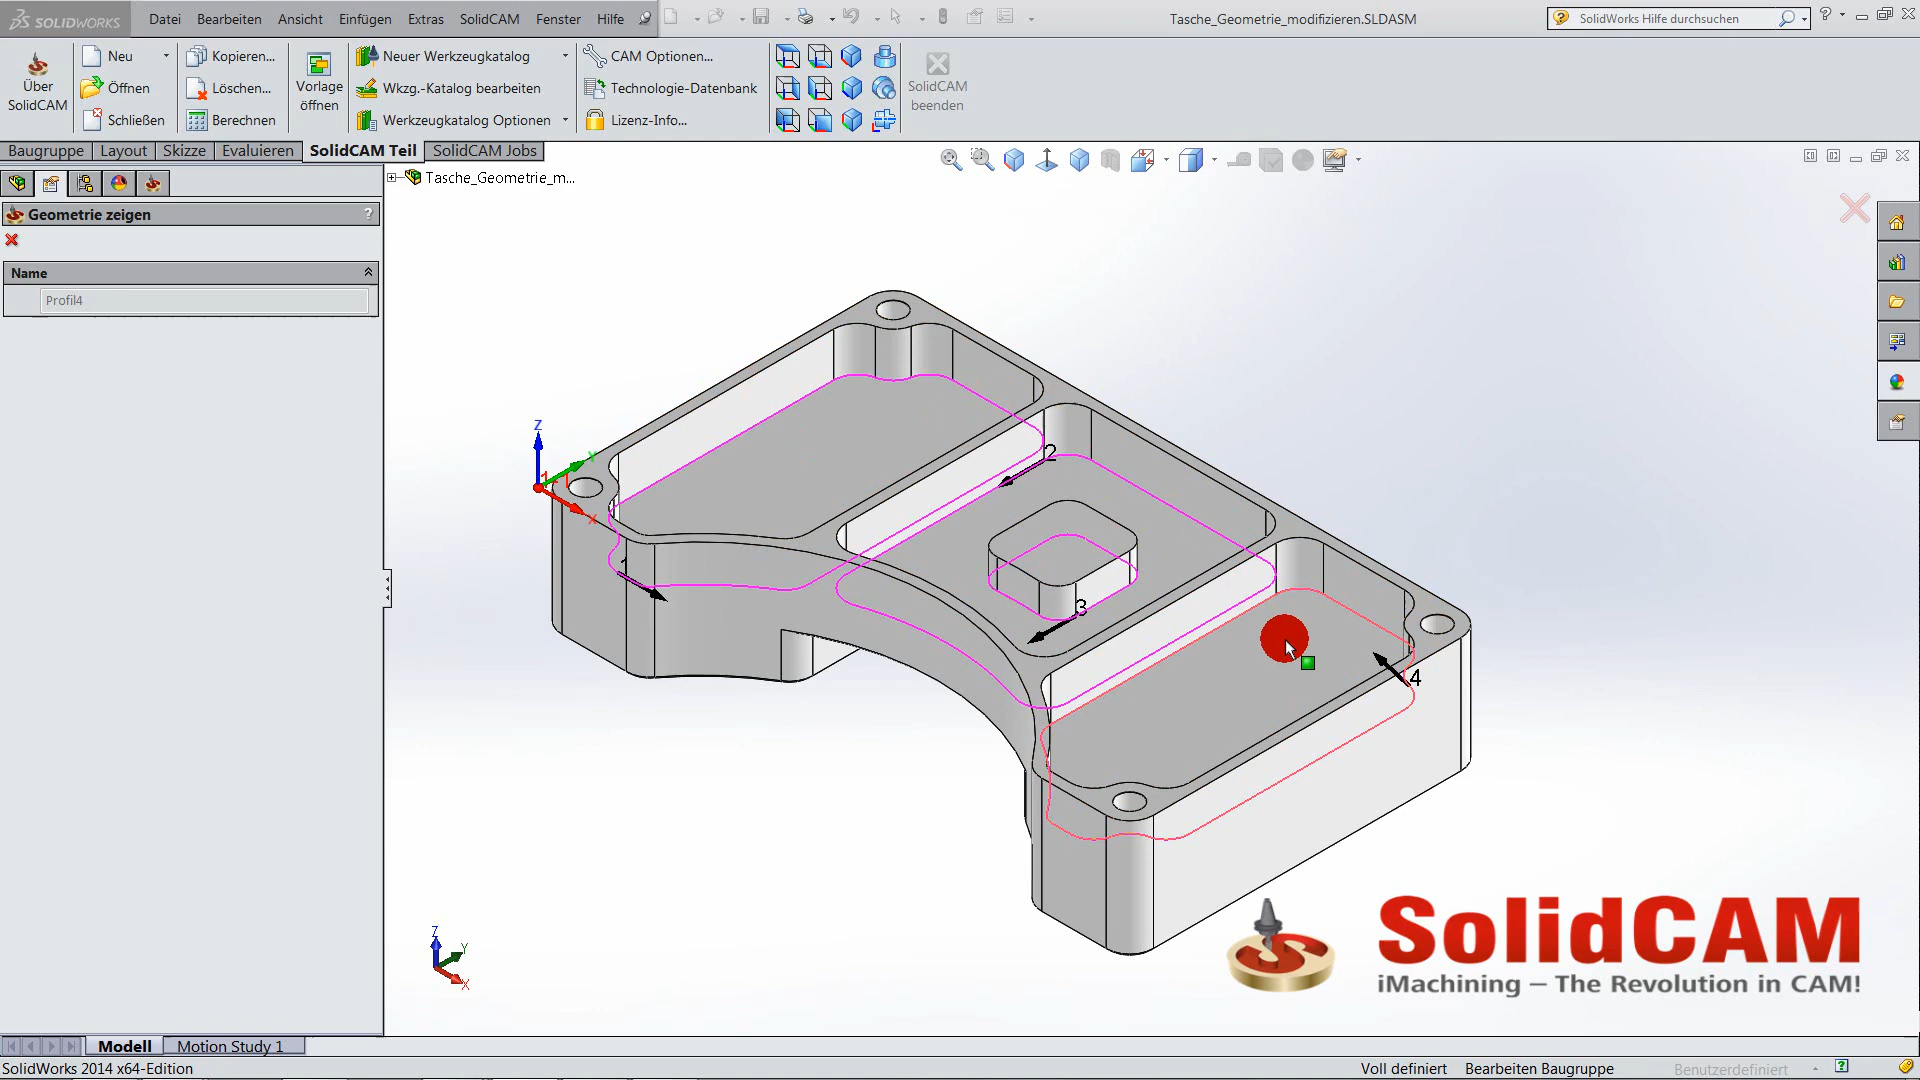 SOLIDWORKS
Datei Bearbeiten Ansicht Einfügen Extras SolidCAM Fenster Hilfe
Tasche_Geometrie_modifizieren.SLDASM
SolidWorks Hilfe durchsuchen
Über SolidCAM
Neu
Öffnen
Schließen
Kopieren...
Löschen...
Berechnen
Vorlage öffnen
Neuer Werkzeugkatalog
Wkzg.-Katalog bearbeiten
Werkzeugkatalog Optionen
CAM Optionen...
Technologie-Datenbank
Lizenz-Info...
SolidCAM beenden
Baugruppe Layout Skizze Evaluieren SolidCAM Teil SolidCAM Jobs
Tasche_Geometrie_m...
Geometrie zeigen ?
Name
Profil4
Z
Y
X
2
3
4
Z
Y
X
SolidCAM
iMachining – The Revolution in CAM!
Modell Motion Study 1
SolidWorks 2014 x64-Edition
Voll definiert Bearbeiten Baugruppe Benutzerdefiniert